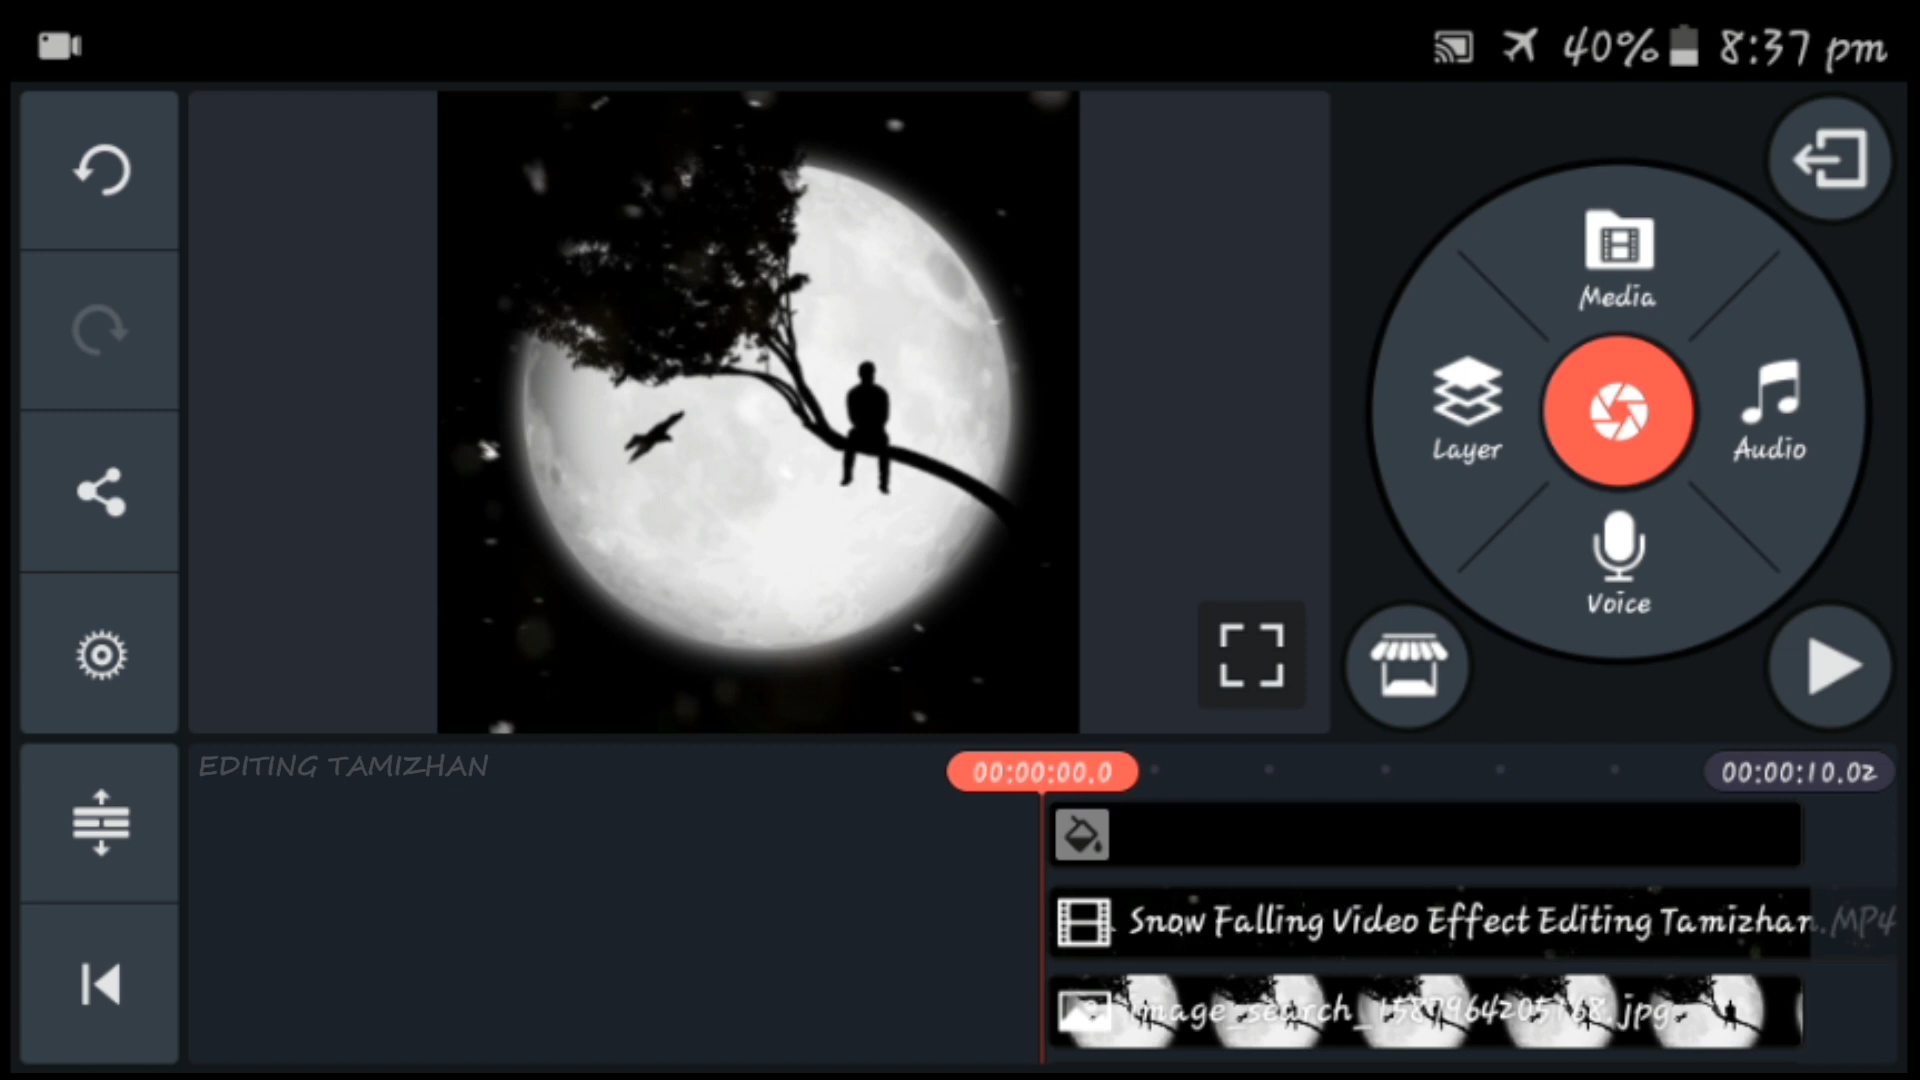 40% 8:37 pm
Media
Layer
Audio
Voice
EDITING TAMIZHAN
00:00:00.0
00:00:10.02
Snow Falling Video Effect Editing Tamizhan.MP4
image_search_1587964205168.jpg